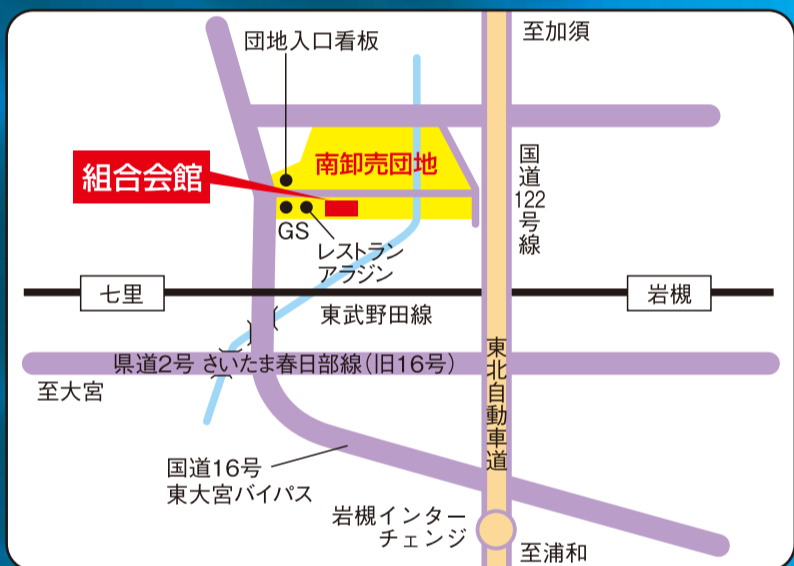 団地入口看板
至加須
組合会館
南卸売団地
国道122号線
GS
レストラン
アラジン
七里
岩槻
東武野田線
県道2号 さいたま春日部線(旧16号)
至大宮
東北自動車道
国道16号
東大宮バイパス
岩槻インター
チェンジ
至浦和